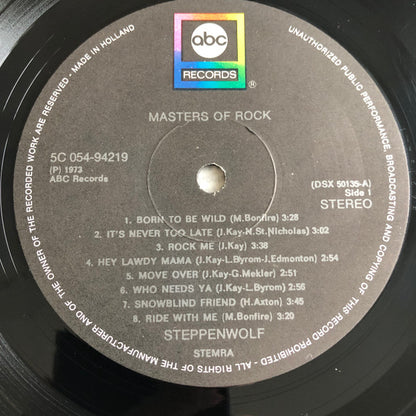 abc
RECORDS
®
MASTERS OF ROCK
5C 054-94219
(P) 1973
ABC Records
(DSX 50135-A)
Side 1
STEREO
1. BORN TO BE WILD (M.Bonfire) 3:28
2. IT'S NEVER TOO LATE (J.Kay-N.St.Nicholas) 3:02
3. ROCK ME (J.Kay) 3:38
4. HEY LAWDY MAMA (J.Kay-L.Byrom-J.Edmonton) 2:51
5. MOVE OVER (J.Kay-G.Mekler) 2:51
6. WHO NEEDS YA (J.Kay-L.Byrom) 2:56
7. SNOWBLIND FRIEND (H.Axton) 3:45
8. RIDE WITH ME (M.Bonfire) 3:20
STEPPENWOLF
STEMRA
ALL RIGHTS OF THE MANUFACTURER AND OF THE OWNER OF THE RECORDED WORK ARE RESERVED - MADE IN HOLLAND
UNAUTHORIZED PUBLIC PERFORMANCE, BROADCASTING AND COPYING OF THIS RECORD PROHIBITED -